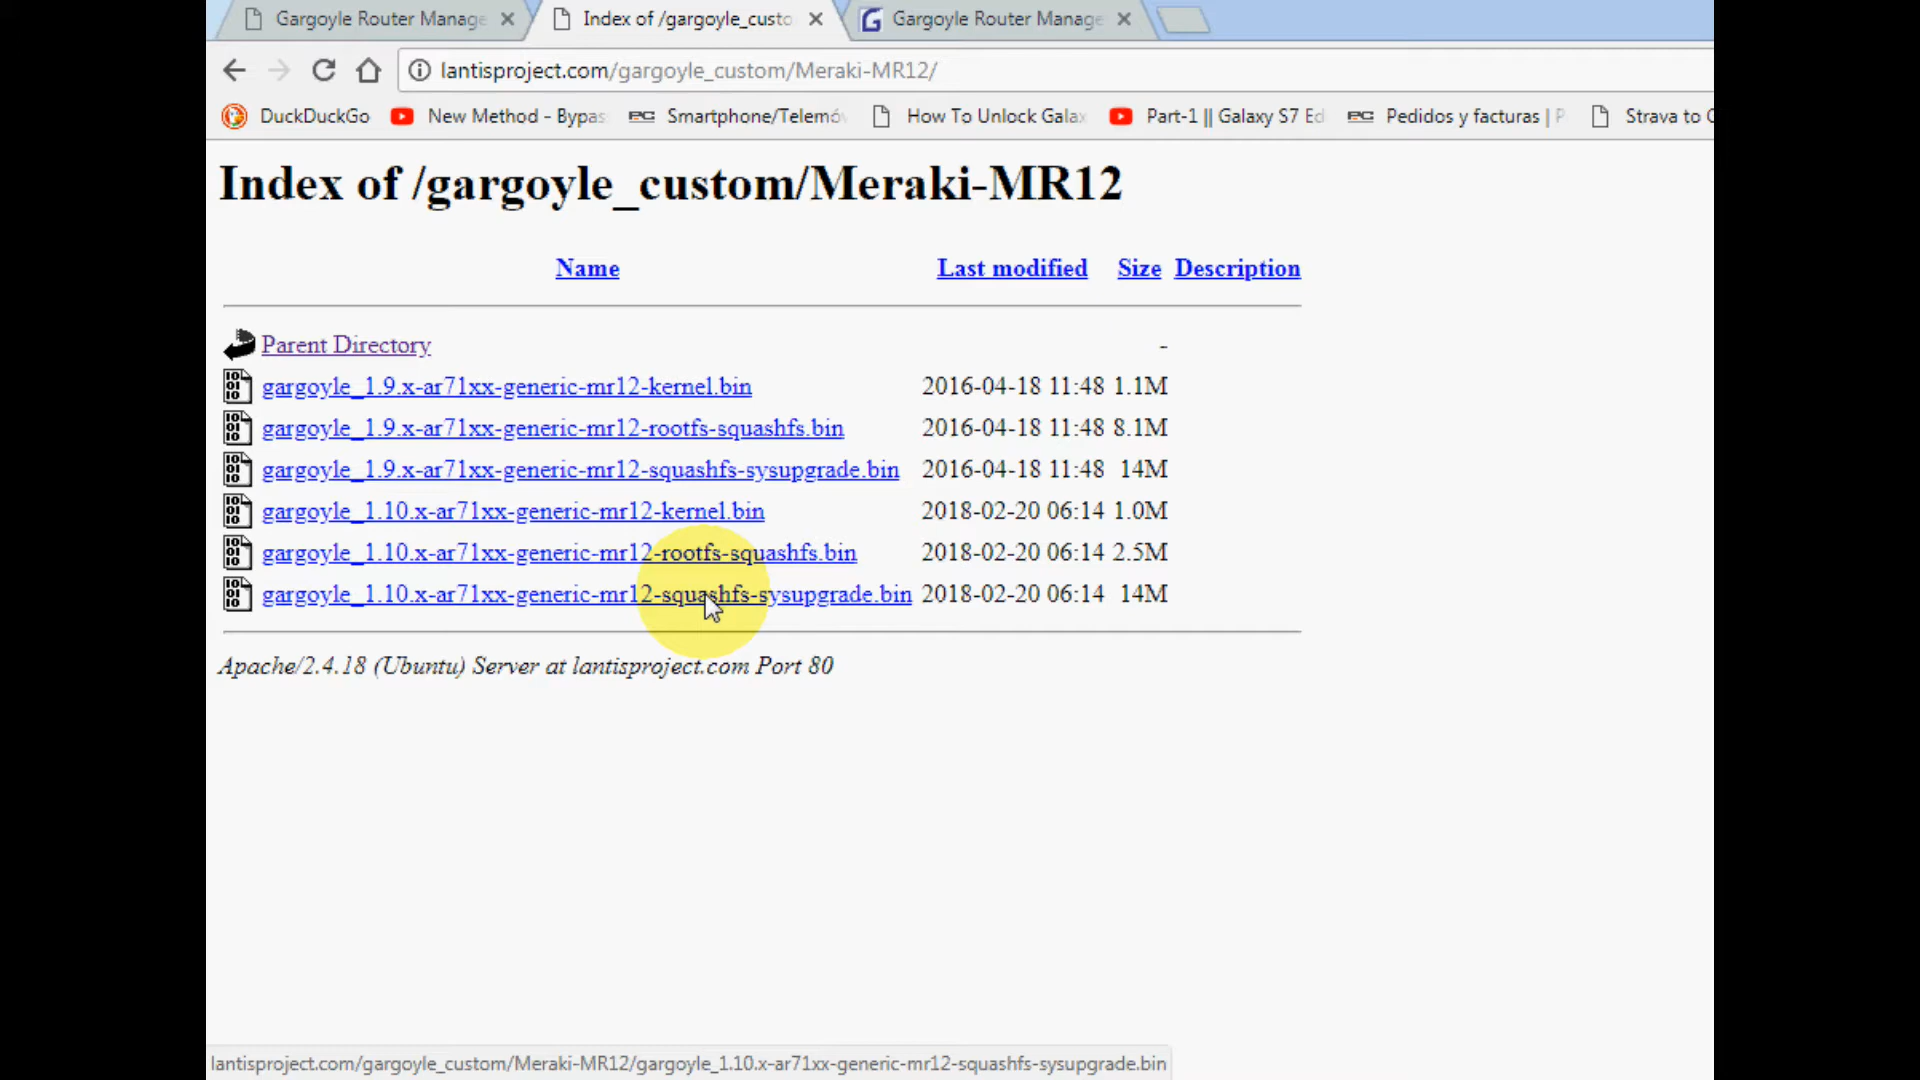 Gargoyle Router Manage
Index of /gargoyle_custo
Gargoyle Router Manage
lantisproject.com/gargoyle_custom/Meraki-MR12/
DuckDuckGo New Method - Bypas Smartphone/Telemó How To Unlock Gala Part-1 || Galaxy S7 Ed Pedidos y facturas | P Strava to
Index of /gargoyle_custom/Meraki-MR12
Name Last modified Size Description
Parent Directory -
gargoyle_1.9.x-ar71xx-generic-mr12-kernel.bin 2016-04-18 11:48 1.1M
gargoyle_1.9.x-ar71xx-generic-mr12-rootfs-squashfs.bin 2016-04-18 11:48 8.1M
gargoyle_1.9.x-ar71xx-generic-mr12-squashfs-sysupgrade.bin 2016-04-18 11:48 14M
gargoyle_1.10.x-ar71xx-generic-mr12-kernel.bin 2018-02-20 06:14 1.0M
gargoyle_1.10.x-ar71xx-generic-mr12-rootfs-squashfs.bin 2018-02-20 06:14 2.5M
gargoyle_1.10.x-ar71xx-generic-mr12-squashfs-sysupgrade.bin 2018-02-20 06:14 14M
Apache/2.4.18 (Ubuntu) Server at lantisproject.com Port 80
lantisproject.com/gargoyle_custom/Meraki-MR12/gargoyle_1.10.x-ar71xx-generic-mr12-squashfs-sysupgrade.bin